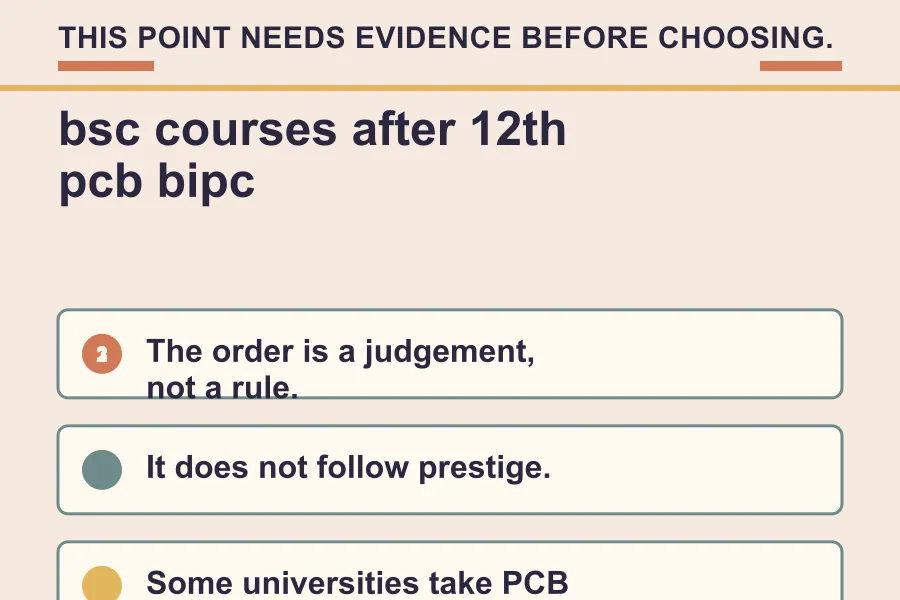 THIS POINT NEEDS EVIDENCE BEFORE CHOOSING.
bsc courses after 12th
pcb bipc
The order is a judgement,
not a rule.
It does not follow prestige.
Some universities take PCB